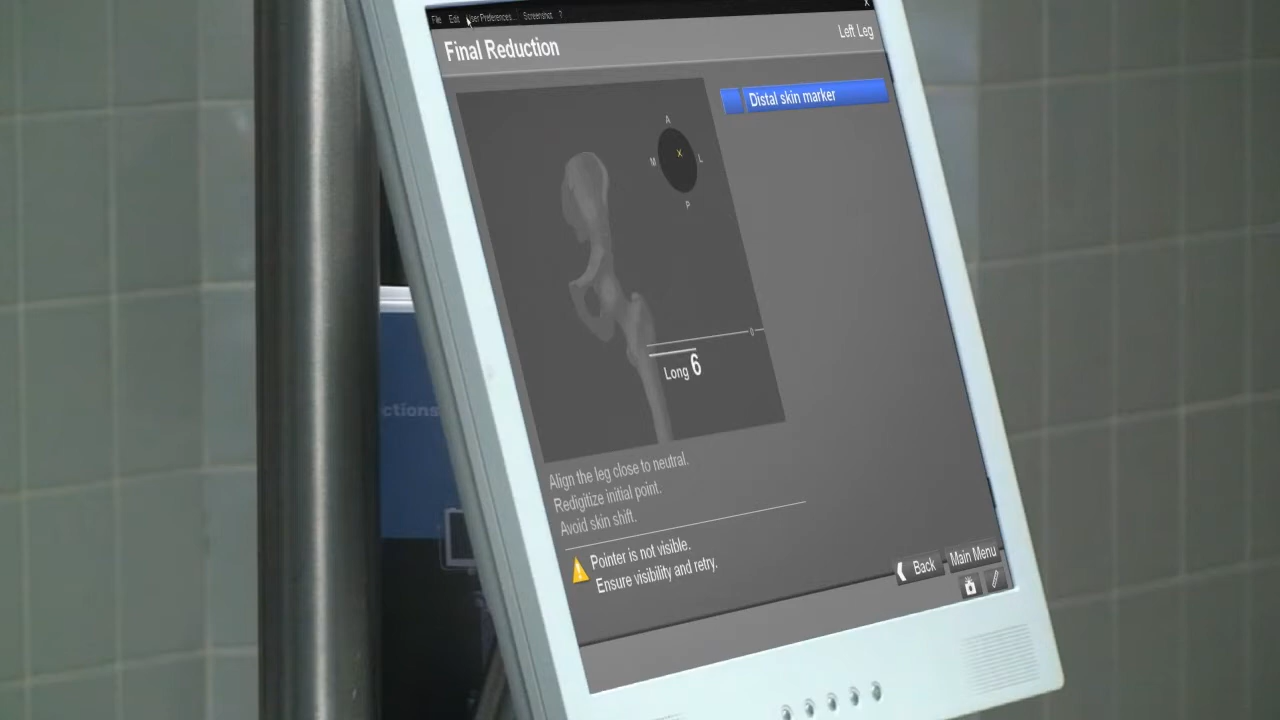 File Edit User Preferences Screenshot ? X
Final Reduction
Left Leg
Distal skin marker
A
M X L
P
0
Long 6
ctions
Align the leg close to neutral.
Redigitize initial point.
Avoid skin shift.
Pointer is not visible.
Ensure visibility and retry.
Back
Main Menu